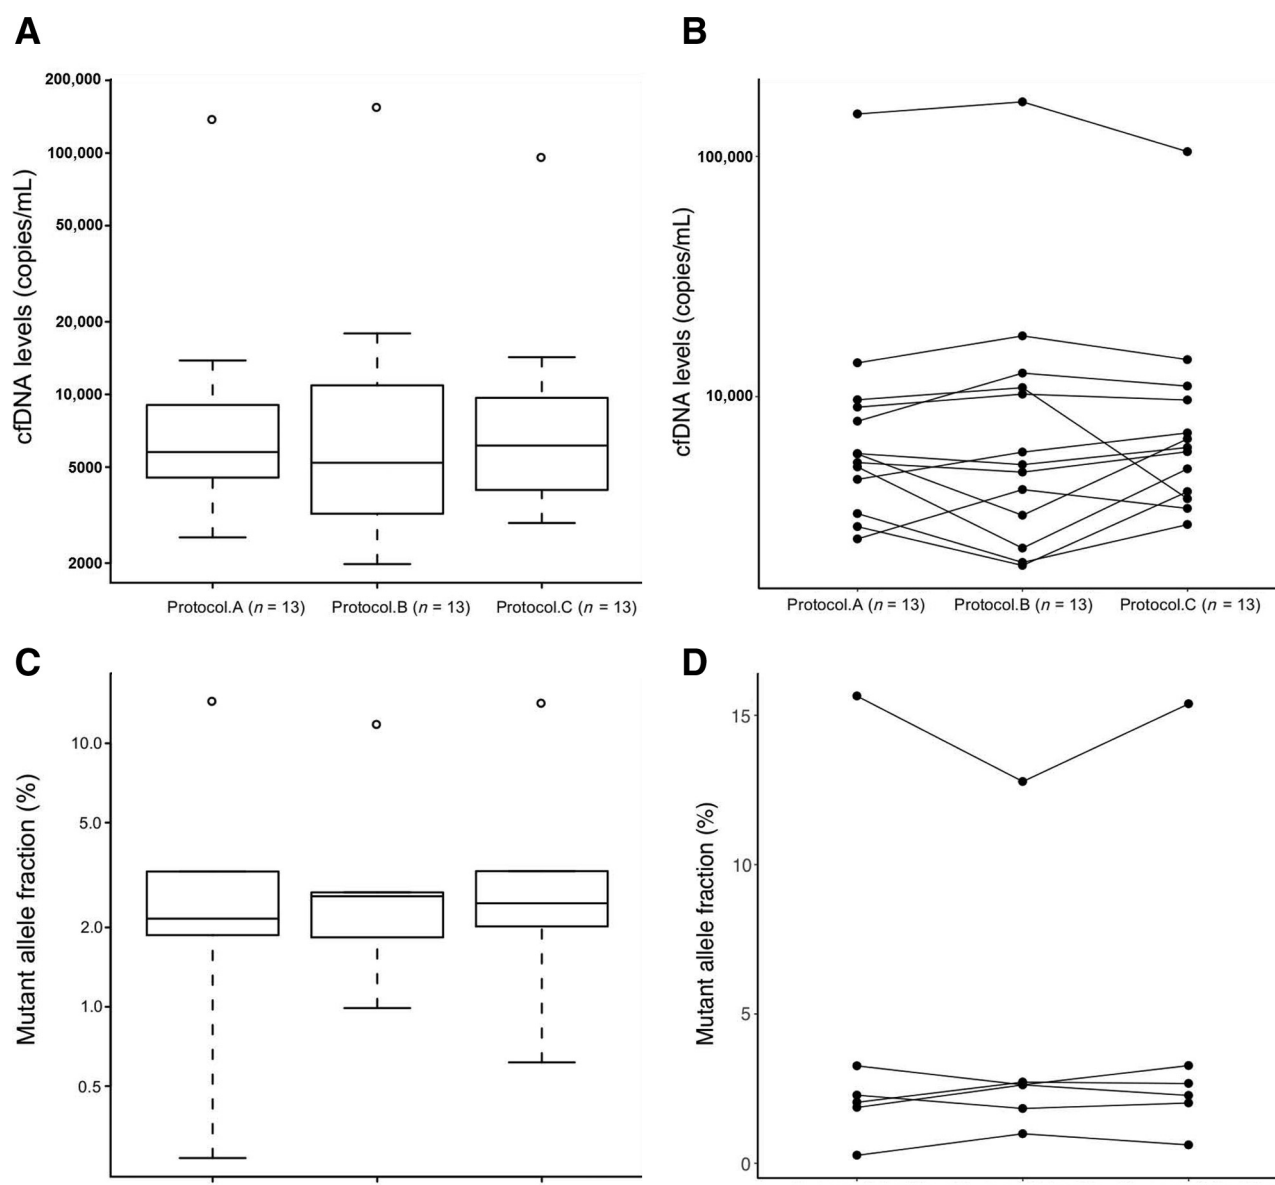 A
cfDNA levels (copies/mL)
200,000
100,000
50,000
20,000
10,000
5000
2000
Protocol.A (n = 13)
Protocol.B (n = 13)
Protocol.C (n = 13)
B
cfDNA levels (copies/mL)
100,000
10,000
Protocol.A (n = 13)
Protocol.B (n = 13)
Protocol.C (n = 13)
C
Mutant allele fraction (%)
10.0
5.0
2.0
1.0
0.5
D
Mutant allele fraction (%)
15
10
5
0